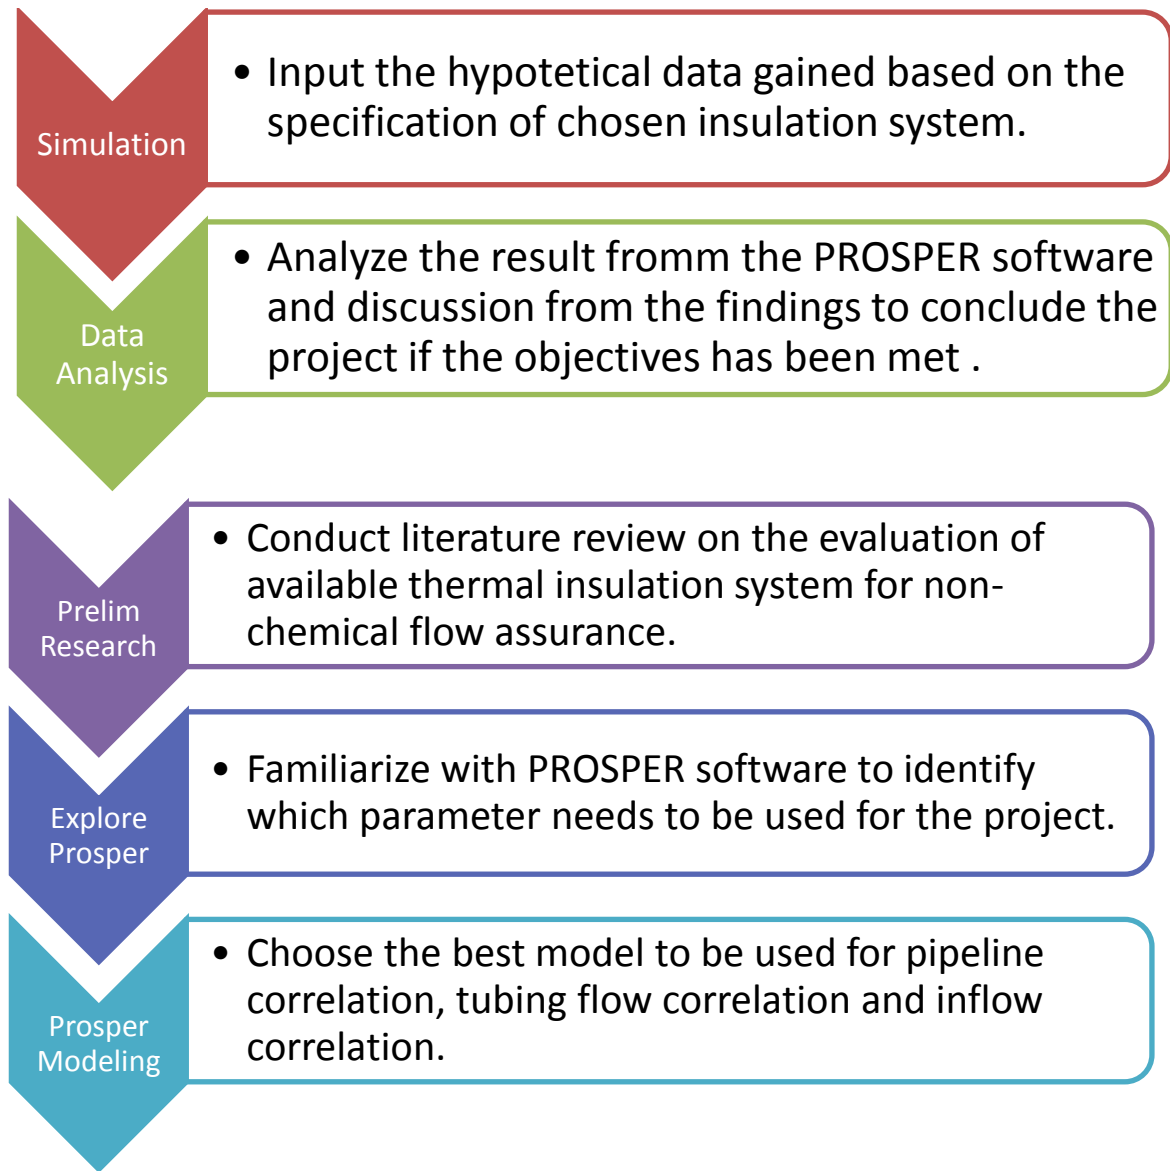 Simulation
• Input the hypotetical data gained based on the
specification of chosen insulation system.
Data
Analysis
• Analyze the result fromm the PROSPER software
and discussion from the findings to conclude the
project if the objectives has been met .
Prelim
Research
• Conduct literature review on the evaluation of
available thermal insulation system for non-
chemical flow assurance.
Explore
Prosper
• Familiarize with PROSPER software to identify
which parameter needs to be used for the project.
Prosper
Modeling
• Choose the best model to be used for pipeline
correlation, tubing flow correlation and inflow
correlation.